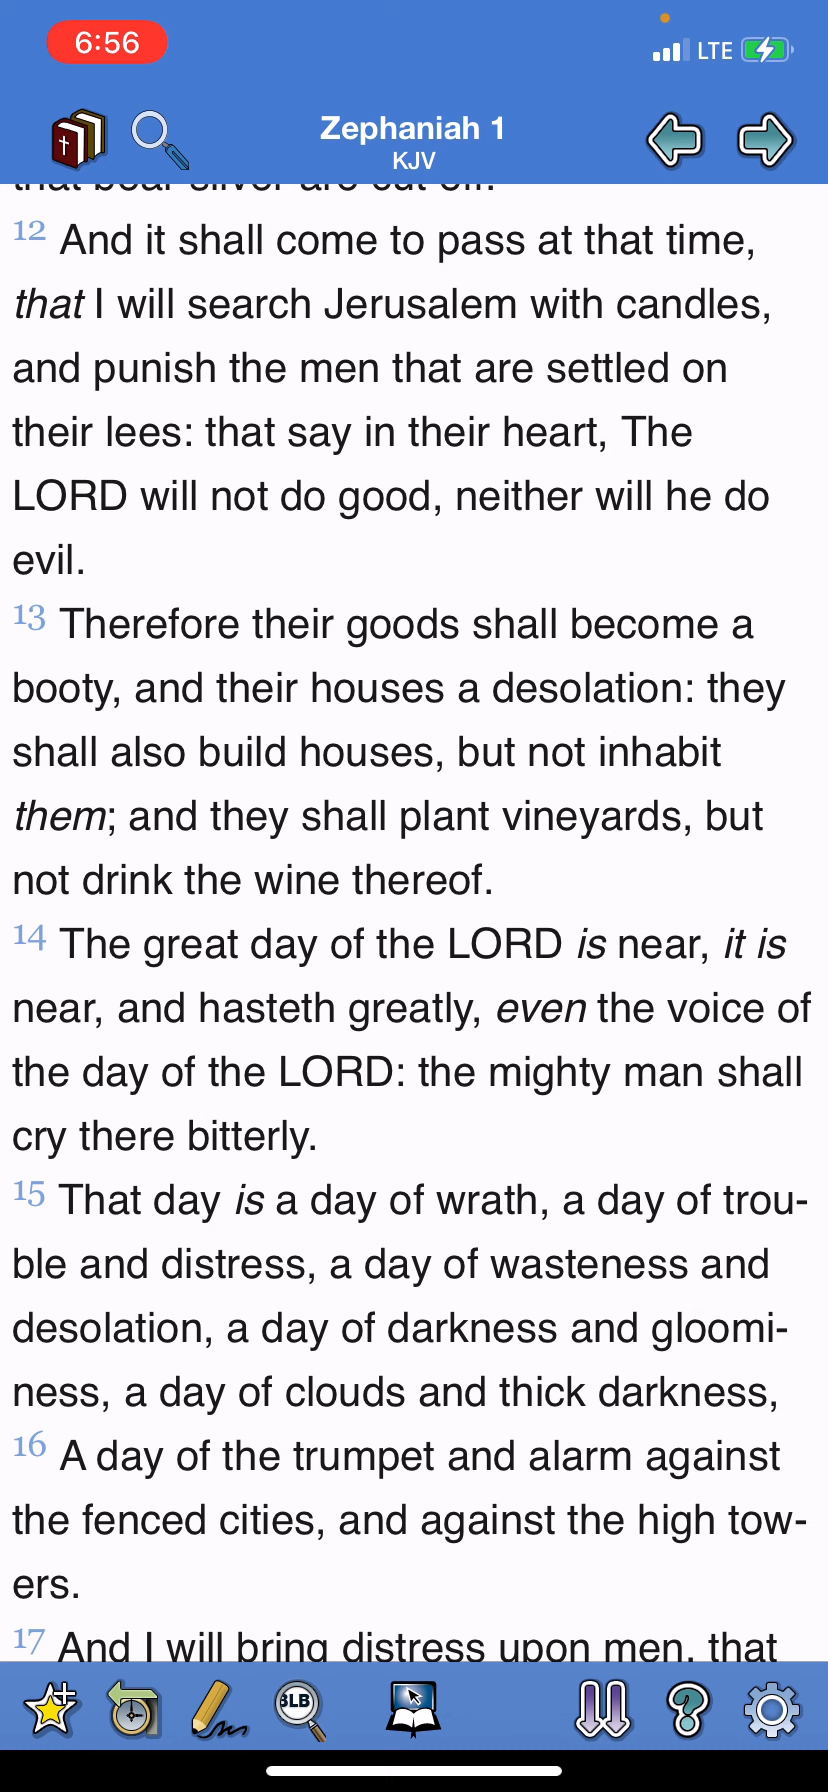 6:56
LTE
Zephaniah 1
KJV
that bear silver are cut off.
12 And it shall come to pass at that time,
that I will search Jerusalem with candles,
and punish the men that are settled on
their lees: that say in their heart, The
LORD will not do good, neither will he do
evil.
13 Therefore their goods shall become a
booty, and their houses a desolation: they
shall also build houses, but not inhabit
them; and they shall plant vineyards, but
not drink the wine thereof.
14 The great day of the LORD is near, it is
near, and hasteth greatly, even the voice of
the day of the LORD: the mighty man shall
cry there bitterly.
15 That day is a day of wrath, a day of trou-
ble and distress, a day of wasteness and
desolation, a day of darkness and gloomi-
ness, a day of clouds and thick darkness,
16 A day of the trumpet and alarm against
the fenced cities, and against the high tow-
ers.
17 And I will bring distress upon men, that
BLB